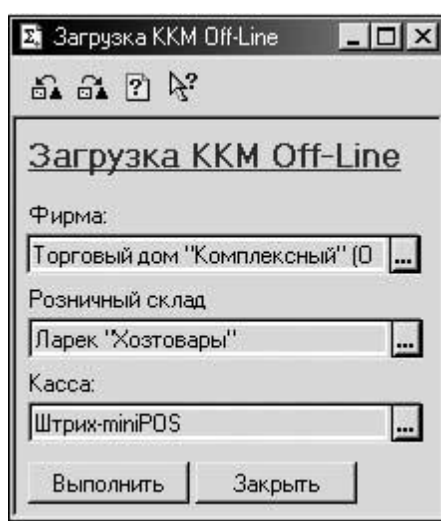 Загрузка ККМ Off-Line
Загрузка ККМ Off-Line
Фирма:
Торговый дом "Комплексный" (О ...
Розничный склад
Ларек "Хозтовары" ...
Касса:
Штрих-miniPOS ...
Выполнить Закрыть